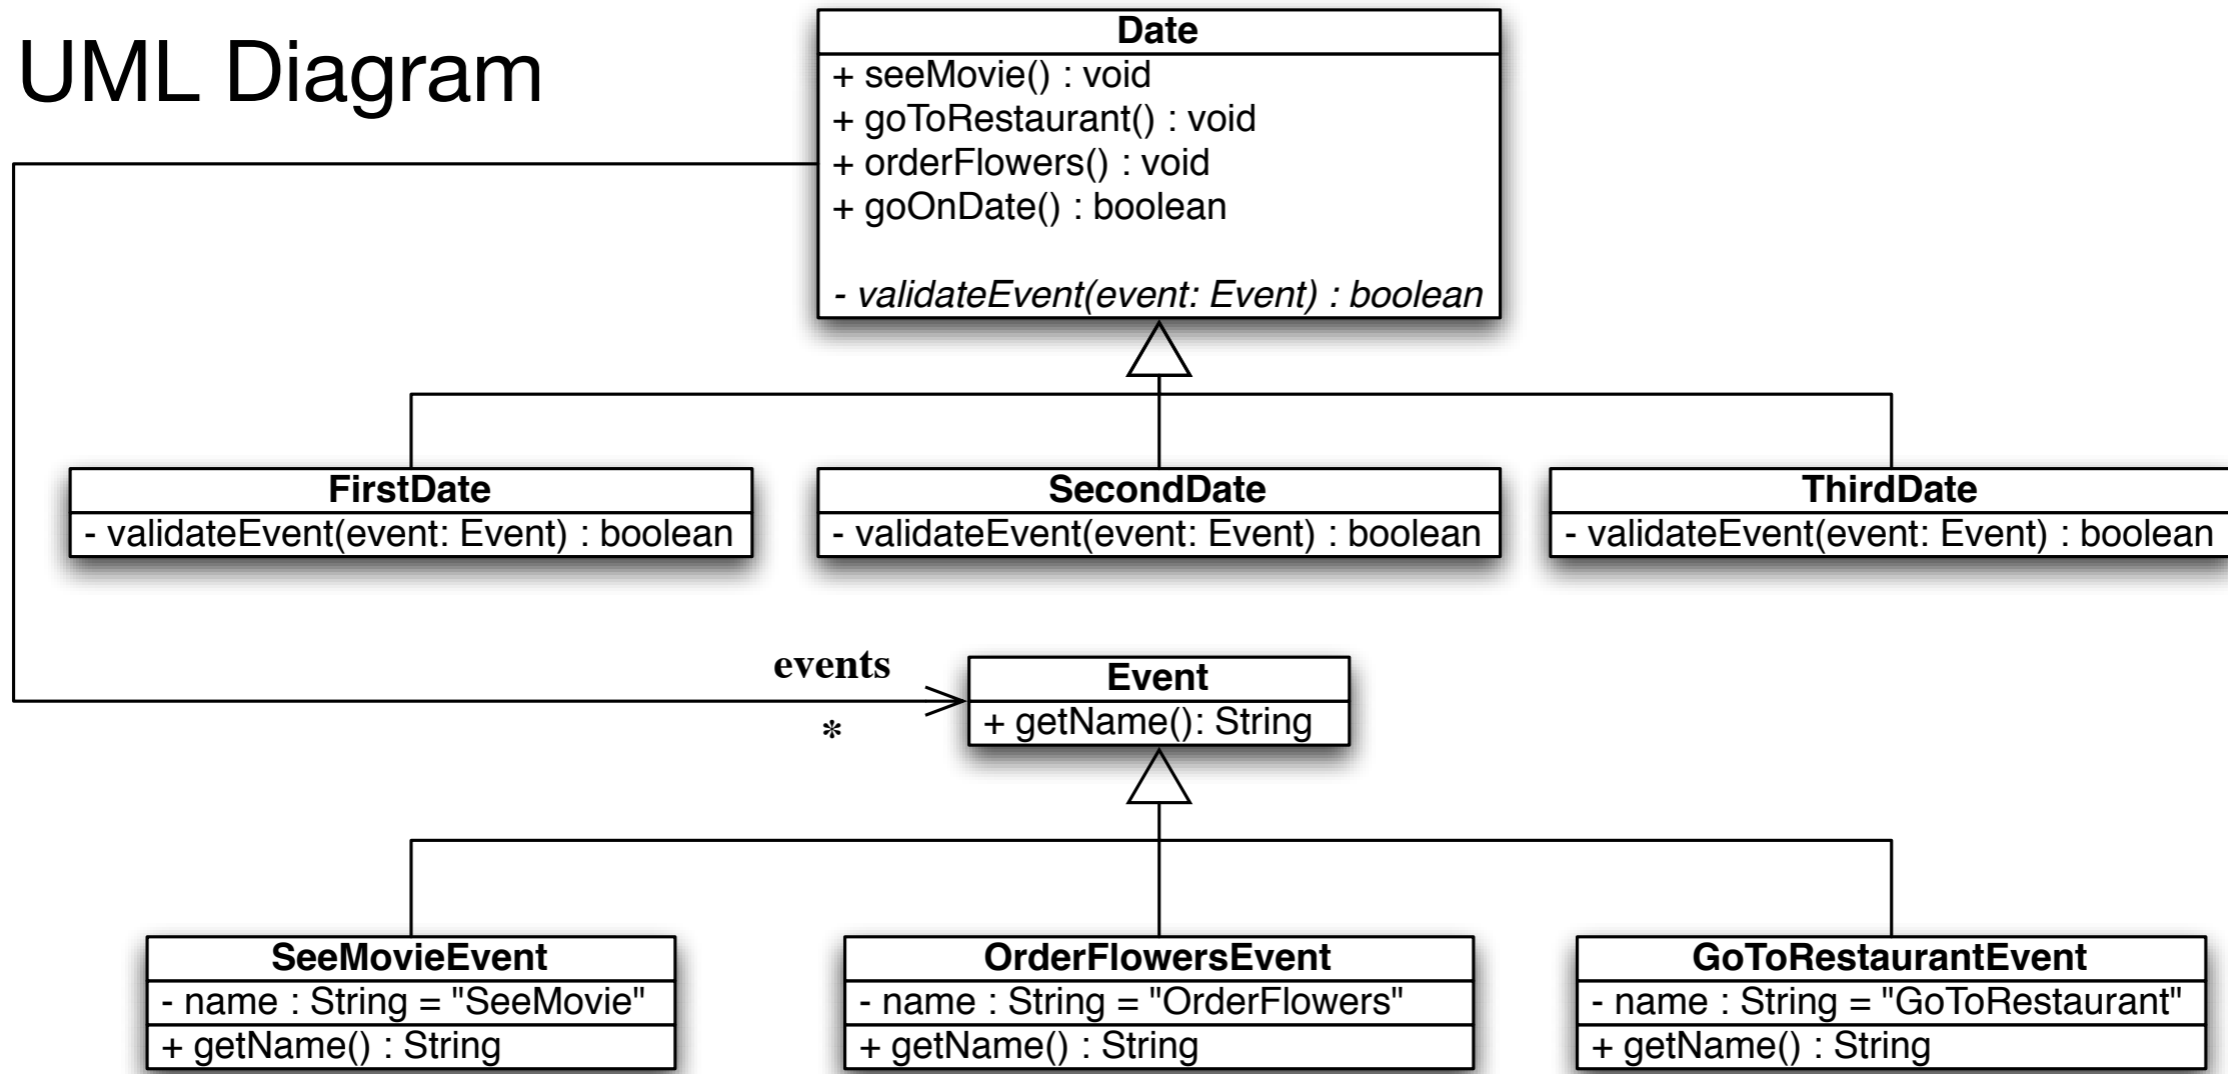 UML Diagram
Date
+ seeMovie() : void
+ goToRestaurant() : void
+ orderFlowers() : void
+ goOnDate() : boolean
- validateEvent(event: Event) : boolean
FirstDate
- validateEvent(event: Event) : boolean
SecondDate
- validateEvent(event: Event) : boolean
ThirdDate
- validateEvent(event: Event) : boolean
events
*
Event
+ getName(): String
SeeMovieEvent
- name : String = "SeeMovie"
+ getName() : String
OrderFlowersEvent
- name : String = "OrderFlowers"
+ getName() : String
GoToRestaurantEvent
- name : String = "GoToRestaurant"
+ getName() : String